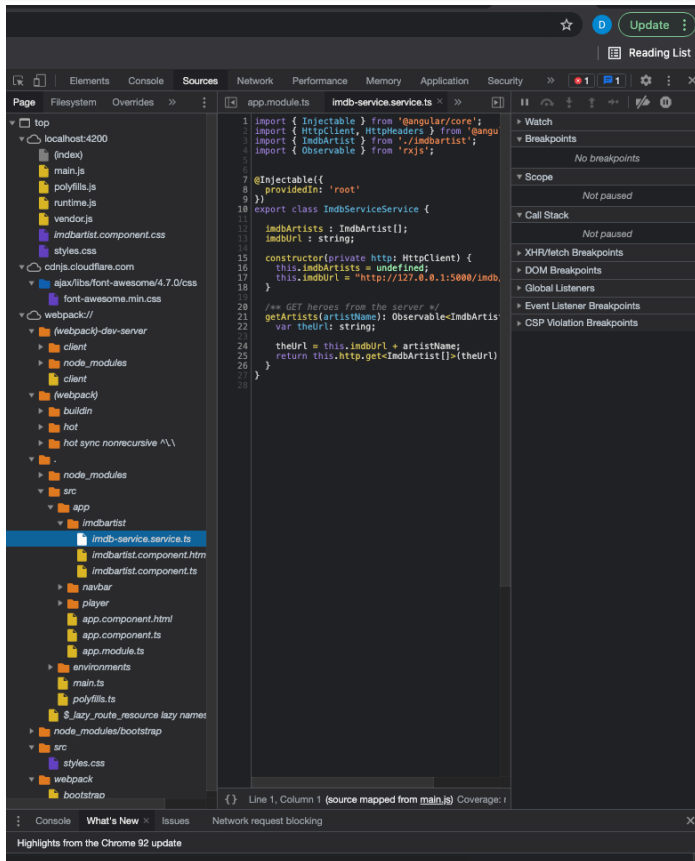 D Update
Reading List
Elements Console Sources Network Performance Memory Application Security » 1 1
Page Filesystem Overrides »
app.module.ts imdb-service.service.ts × »
top
localhost:4200
(index)
main.js
polyfills.js
runtime.js
vendor.js
imdbartist.component.css
styles.css
cdnjs.cloudflare.com
ajax/libs/font-awesome/4.7.0/css
font-awesome.min.css
webpack://
(webpack)-dev-server
client
node_modules
client
(webpack)
buildin
hot
hot sync nonrecursive ^\.\
.
node_modules
src
app
imdbartist
imdb-service.service.ts
imdbartist.component.htm
imdbartist.component.ts
navbar
player
app.component.html
app.component.ts
app.module.ts
environments
main.ts
polyfills.ts
$_lazy_route_resource lazy names
node_modules/bootstrap
src
styles.css
webpack
bootstrap
1 import { Injectable } from '@angular/core';
2 import { HttpClient, HttpHeaders } from '@angu
3 import { ImdbArtist } from './imdbartist';
4 import { Observable } from 'rxjs';
5
6
7 @Injectable({
8 providedIn: 'root'
9 })
10 export class ImdbServiceService {
11
12 imdbArtists : ImdbArtist[];
13 imdbUrl : string;
14
15 constructor(private http: HttpClient) {
16 this.imdbArtists = undefined;
17 this.imdbUrl = "http://127.0.0.1:5000/imdb/
18 }
19
20 /** GET heroes from the server */
21 getArtists(artistName): Observable<ImdbArtist
22 var theUrl: string;
23
24 theUrl = this.imdbUrl + artistName;
25 return this.http.get<ImdbArtist[]>(theUrl)
26 }
27 }
28
{} Line 1, Column 1 (source mapped from main.js) Coverage: r
Watch
Breakpoints
No breakpoints
Scope
Not paused
Call Stack
Not paused
XHR/fetch Breakpoints
DOM Breakpoints
Global Listeners
Event Listener Breakpoints
CSP Violation Breakpoints
Console What's New × Issues Network request blocking
Highlights from the Chrome 92 update